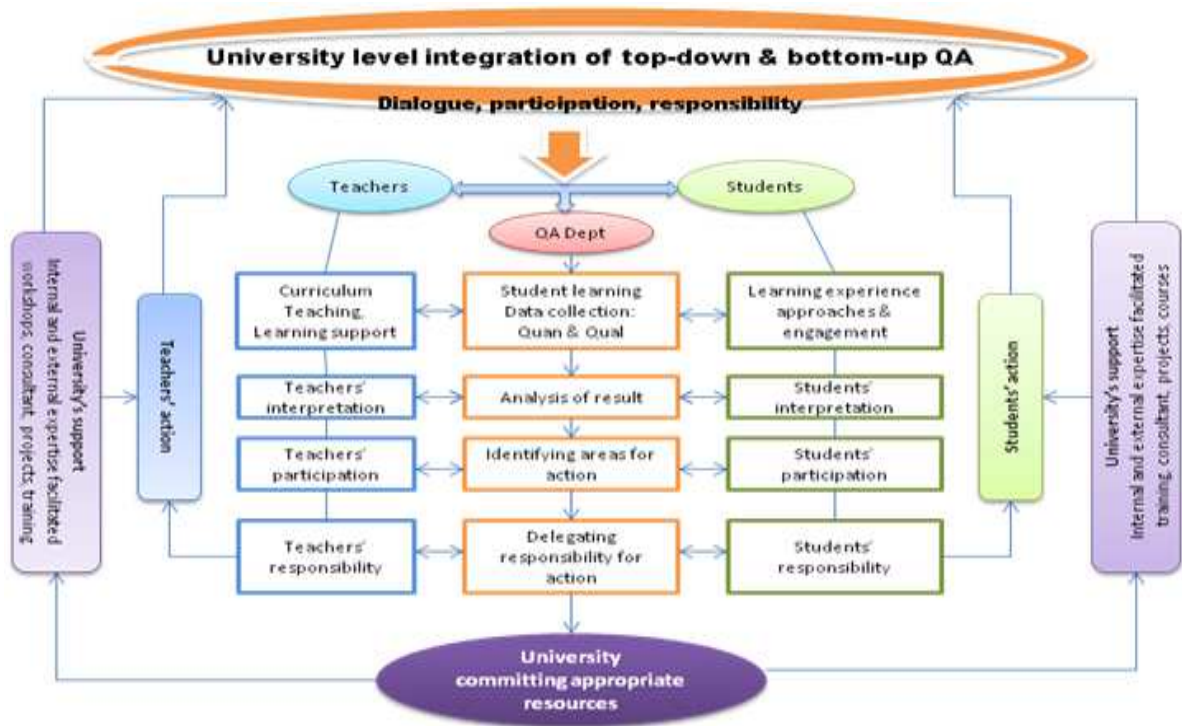 University level integration of top-down & bottom-up QA
Dialogue, participation, responsibility
Teachers
Students
QA Dept
Curriculum
Teaching,
Learning support
Student learning
Data collection:
Quan & Qual
Learning experience
approaches &
engagement
Teachers'
interpretation
Analysis of result
Students'
interpretation
Teachers'
participation
Identifying areas for
action
Students'
participation
Teachers'
responsibility
Delegating
responsibility for
action
Students'
responsibility
University's support
Internal and external expertise facilitated
workshops, consultant, projects, training
Teachers' action
Students' action
University's support
Internal and external expertise facilitated
training, consultant, projects, courses
University
committing appropriate
resources